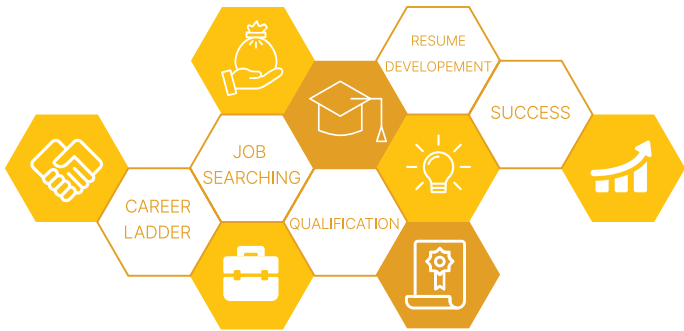 RESUME
DEVELOPEMENT
SUCCESS
JOB
SEARCHING
CAREER
LADDER
QUALIFICATION